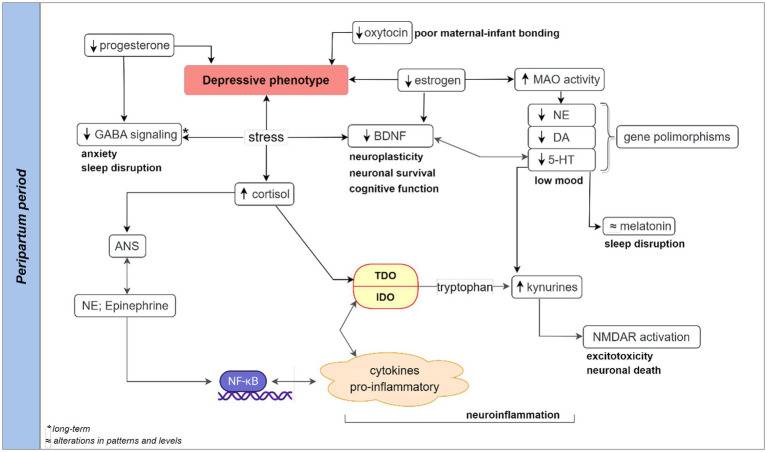 Peripartum period
↓ progesterone
↓ oxytocin poor maternal-infant bonding
Depressive phenotype
↓ estrogen
↑ MAO activity
↓ NE
↓ DA
↓ 5-HT
low mood
gene polimorphisms
↓ GABA signaling *
anxiety
sleep disruption
stress
↓ BDNF
neuroplasticity
neuronal survival
cognitive function
↑ cortisol
≈ melatonin
sleep disruption
ANS
TDO
IDO
tryptophan
↑ kynurines
NE; Epinephrine
NMDAR activation
excitotoxicity
neuronal death
NF-κB
cytokines
pro-inflammatory
neuroinflammation
* long-term
≈ alterations in patterns and levels